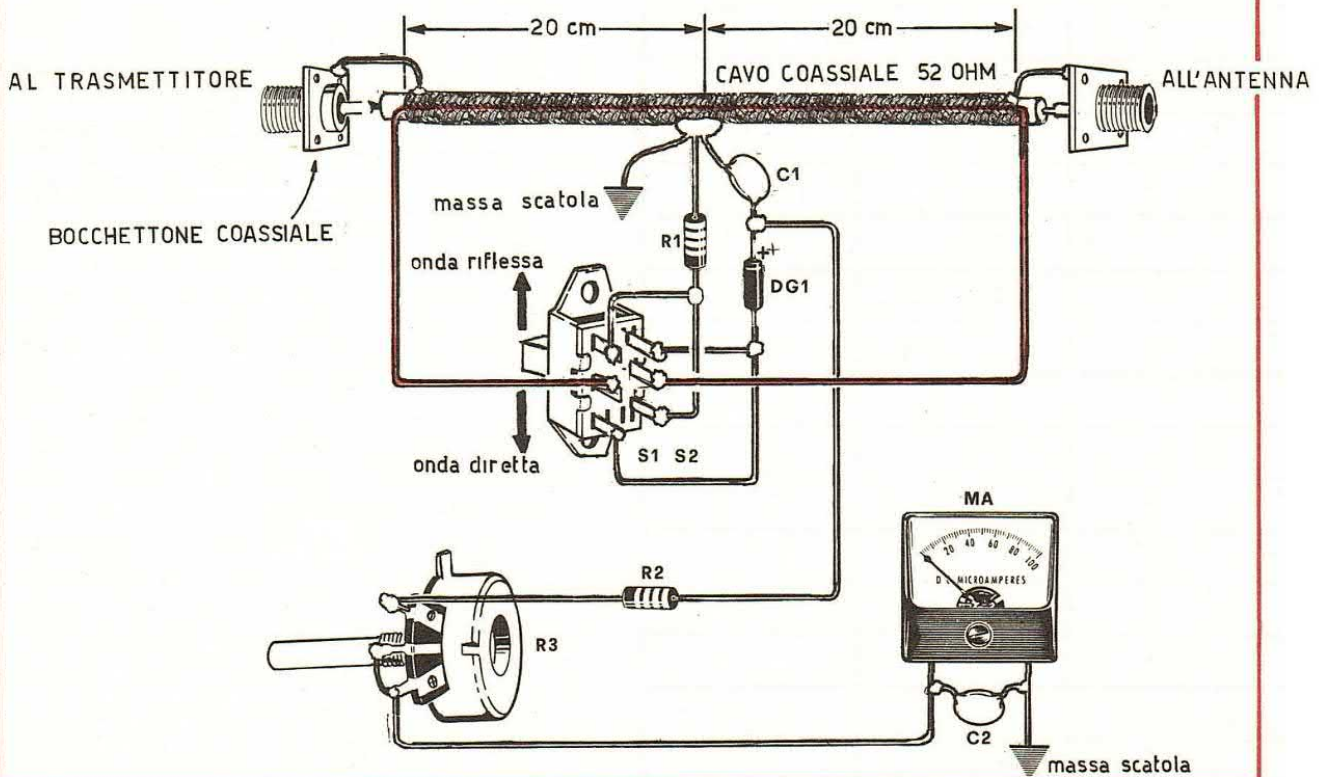 20 cm
20 cm
AL TRASMETTITORE
CAVO COASSIALE 52 OHM
ALL'ANTENNA
C1
massa scatola
BOCCHETTONE COASSIALE
R1
++
onda riflessa
DG1
onda diretta
S1 S2
MA
20 40 60 80 100
D C MICROAMPERES
R2
R3
C2
massa scatola